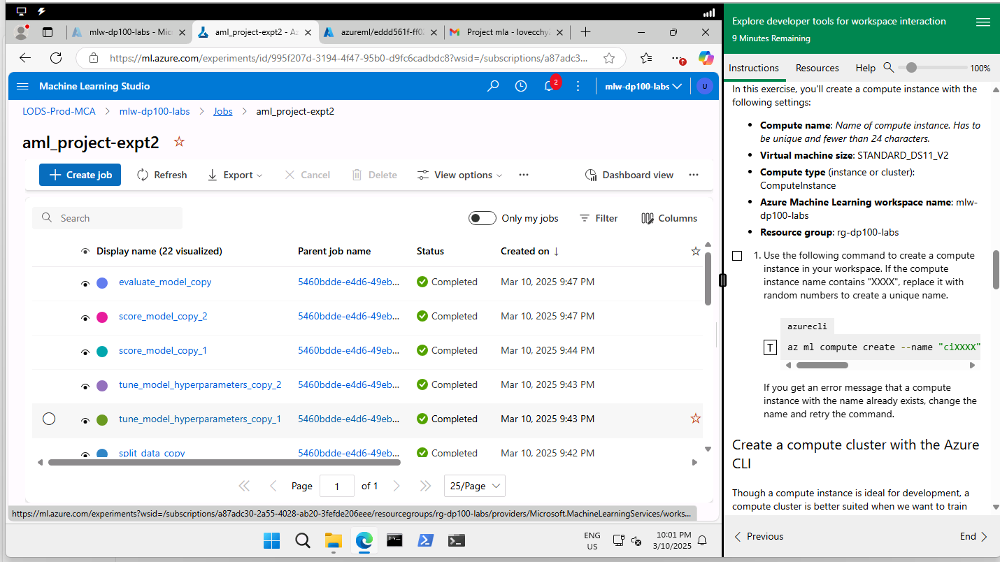 mlw-dp100-labs - Mic
aml_project-expt2 - Az
azureml/eddd561f-ff02
Project mla - lovecchy
https://ml.azure.com/experiments/id/995f207d-3194-4f47-95b0-d9fc6cadbdc8?wsid=/subscriptions/a87adc3...
Machine Learning Studio
2
mlw-dp100-labs
U
LODS-Prod-MCA
mlw-dp100-labs
Jobs
aml_project-expt2
aml_project-expt2
Create job
Refresh
Export
Cancel
Delete
View options
Dashboard view
Search
Only my jobs
Filter
Columns
Display name (22 visualized) Parent job name Status Created on ↓
evaluate_model_copy 5460bdde-e4d6-49eb... Completed Mar 10, 2025 9:47 PM
score_model_copy_2 5460bdde-e4d6-49eb... Completed Mar 10, 2025 9:47 PM
score_model_copy_1 5460bdde-e4d6-49eb... Completed Mar 10, 2025 9:44 PM
tune_model_hyperparameters_copy_2 5460bdde-e4d6-49eb... Completed Mar 10, 2025 9:43 PM
tune_model_hyperparameters_copy_1 5460bdde-e4d6-49eb... Completed Mar 10, 2025 9:43 PM
split_data_copy 5460bdde-e4d6-49eb... Completed Mar 10, 2025 9:42 PM
Page 1 of 1 25/Page
https://ml.azure.com/experiments?wsid=/subscriptions/a87adc30-2a55-4028-ab20-3fefde206eee/resourcegroups/rg-dp100-labs/providers/Microsoft.MachineLearningServices/works...
ENG
US
10:01 PM
3/10/2025
Explore developer tools for workspace interaction
9 Minutes Remaining
Instructions Resources Help 100%
In this exercise, you'll create a compute instance with the
following settings:
• Compute name: Name of compute instance. Has to
be unique and fewer than 24 characters.
• Virtual machine size: STANDARD_DS11_V2
• Compute type (instance or cluster):
ComputeInstance
• Azure Machine Learning workspace name: mlw-
dp100-labs
• Resource group: rg-dp100-labs
1. Use the following command to create a compute
instance in your workspace. If the compute
instance name contains "XXXX", replace it with
random numbers to create a unique name.
azurecli
T az ml compute create --name "ciXXXX"
If you get an error message that a compute
instance with the name already exists, change the
name and retry the command.
Create a compute cluster with the Azure
CLI
Though a compute instance is ideal for development, a
compute cluster is better suited when we want to train
Previous
End